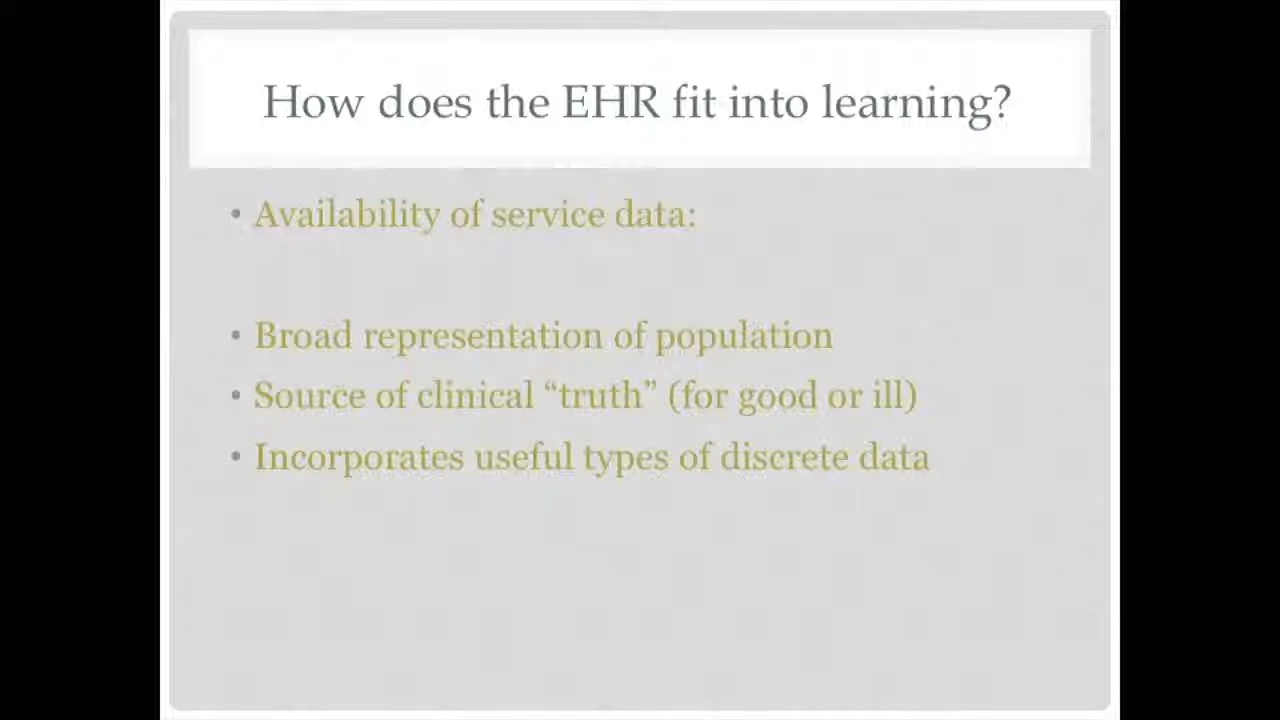 How does the EHR fit into learning?
• Availability of service data:
• Broad representation of population
• Source of clinical “truth” (for good or ill)
• Incorporates useful types of discrete data